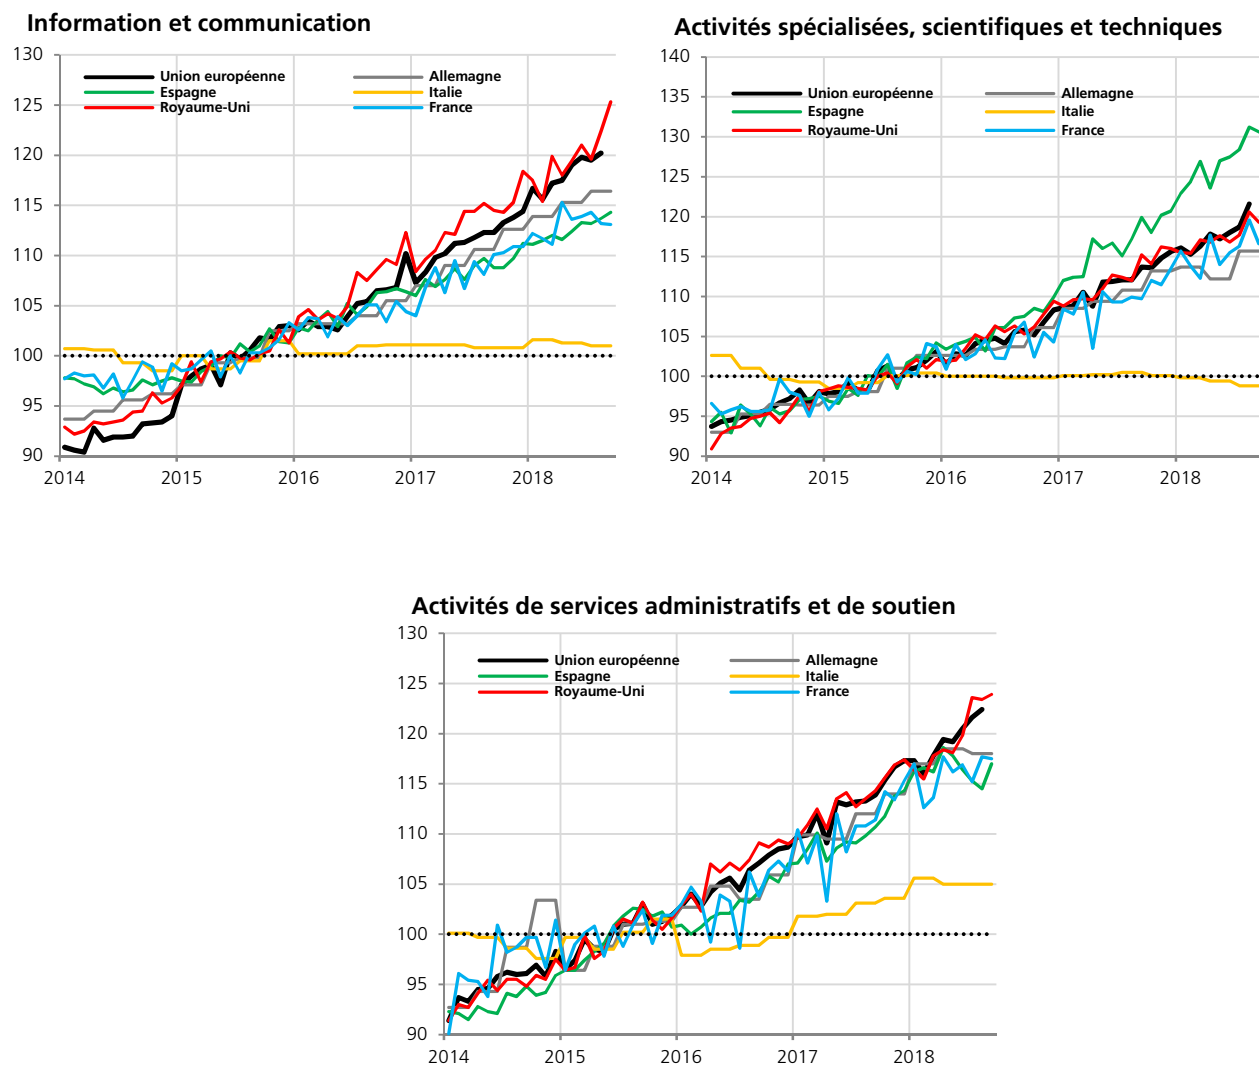 Information et communication
130
125
120
115
110
105
100
95
90
Union européenne
Allemagne
Espagne
Italie
Royaume-Uni
France
2014 2015 2016 2017 2018
Activités spécialisées, scientifiques et techniques
140
135
130
125
120
115
110
105
100
95
90
Union européenne
Allemagne
Espagne
Italie
Royaume-Uni
France
2014 2015 2016 2017 2018
Activités de services administratifs et de soutien
130
125
120
115
110
105
100
95
90
Union européenne
Allemagne
Espagne
Italie
Royaume-Uni
France
2014 2015 2016 2017 2018